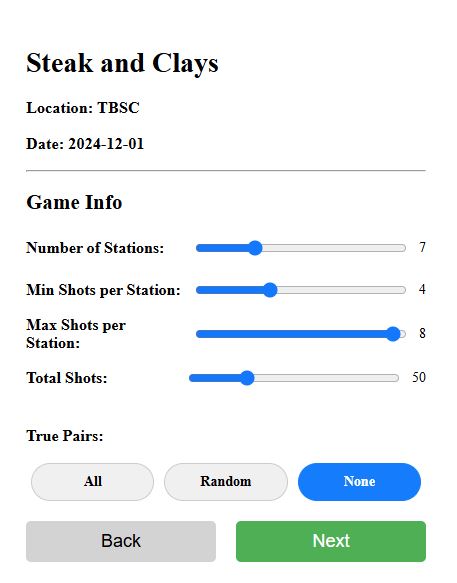 Steak and Clays
Location: TBSC
Date: 2024-12-01
Game Info
Number of Stations: 7
Min Shots per Station: 4
Max Shots per
Station: 8
Total Shots: 50
True Pairs:
All Random None
Back Next